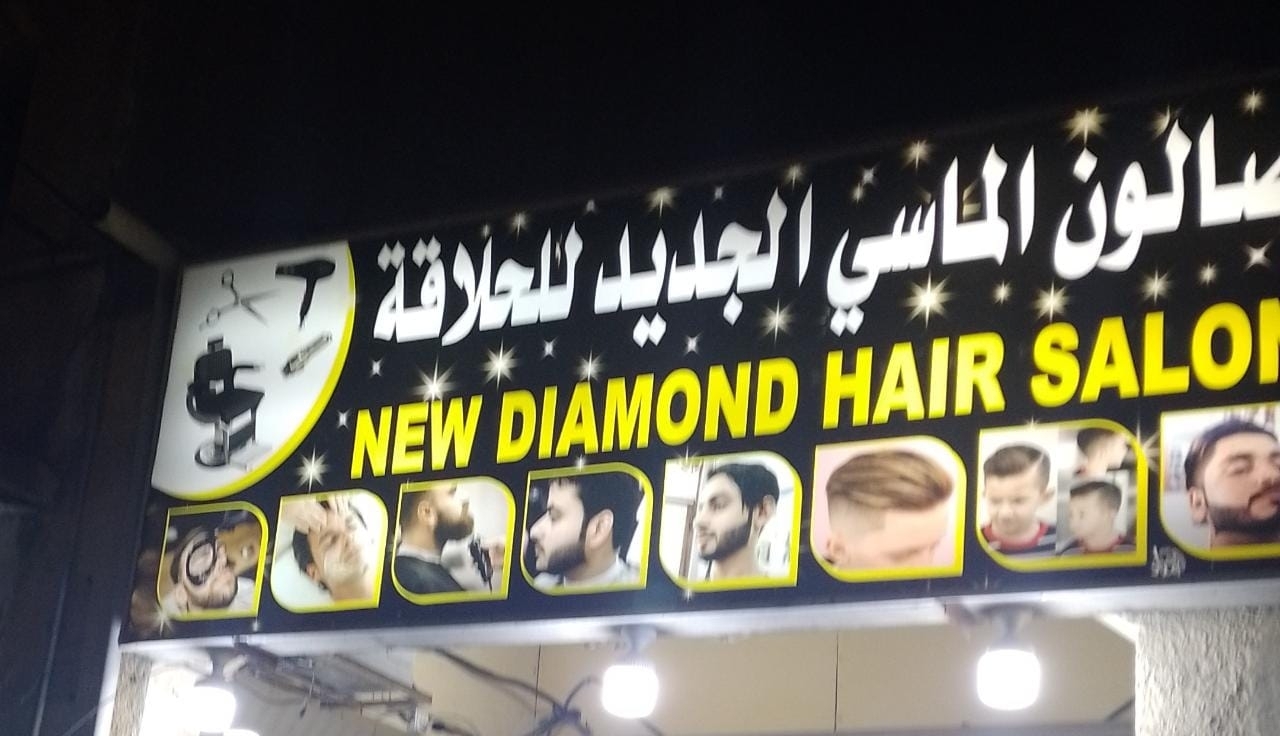 صالون الماسي الجديد للحلاقة
NEW DIAMOND HAIR SALON